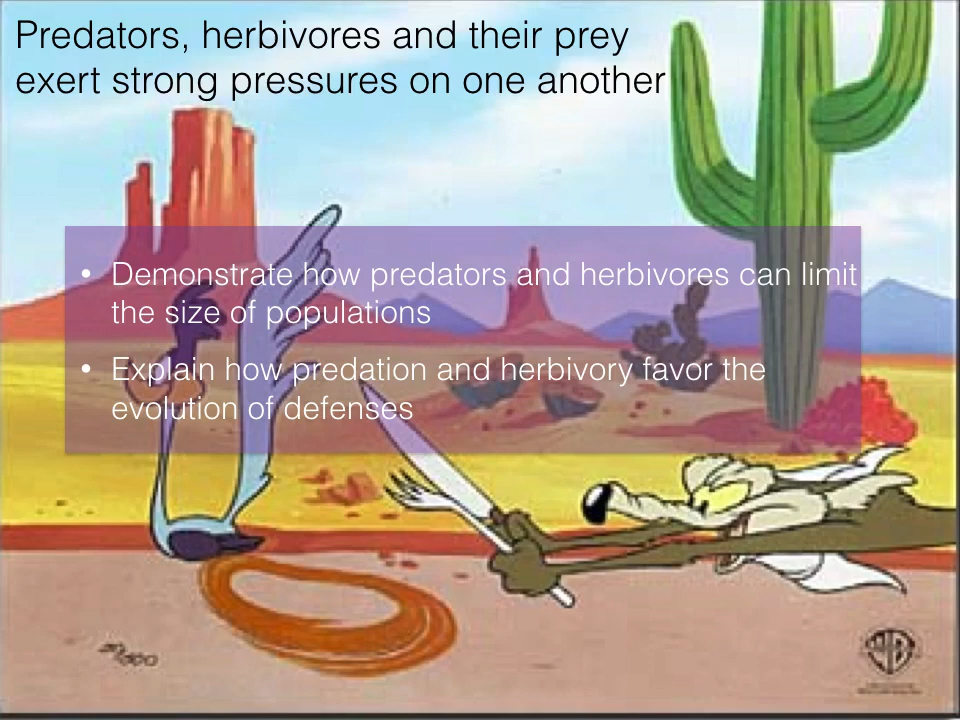 Predators, herbivores and their prey
exert strong pressures on one another
• Demonstrate how predators and herbivores can limit
the size of populations
• Explain how predation and herbivory favor the
evolution of defenses
WB